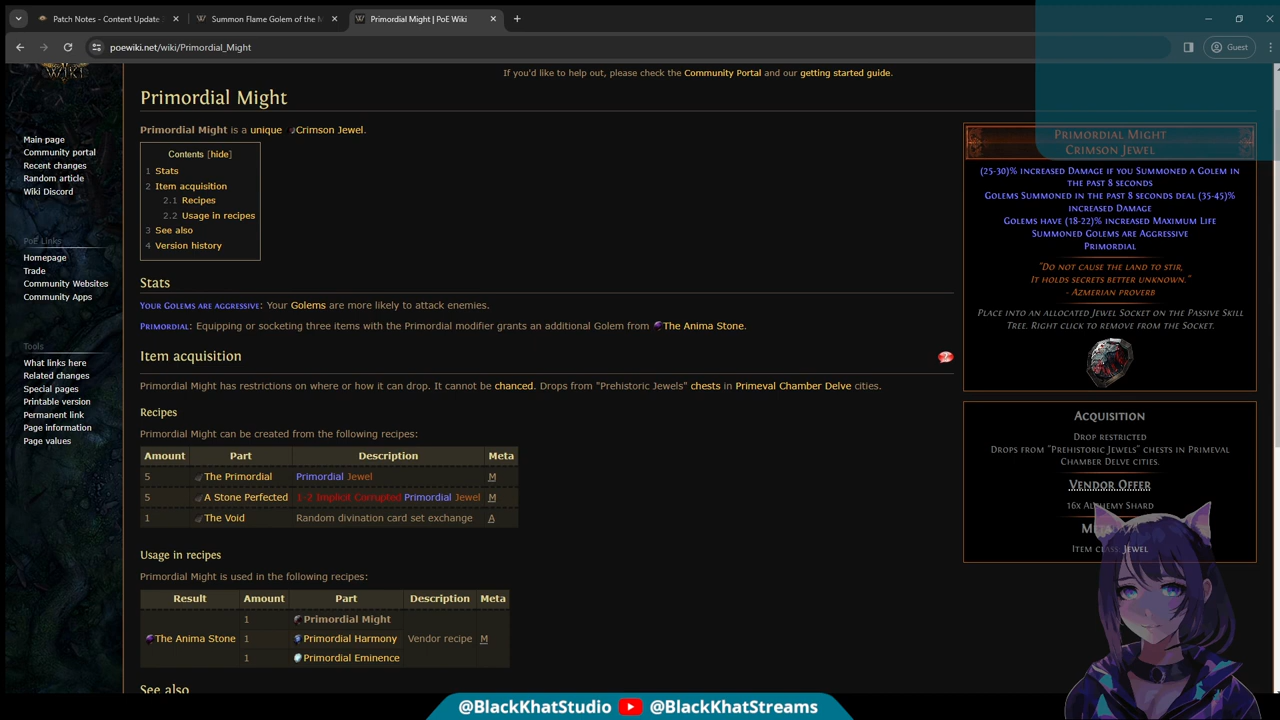 Patch Notes - Content Update
Summon Flame Golem of the M
Primordial Might | PoE Wiki
poewiki.net/wiki/Primordial_Might
Guest
WIKI
If you'd like to help out, please check the Community Portal and our getting started guide.
Main page
Community portal
Recent changes
Random article
Wiki Discord
PoE Links
Homepage
Trade
Community Websites
Community Apps
Tools
What links here
Related changes
Special pages
Printable version
Permanent link
Page information
Page values
Primordial Might
Primordial Might is a unique Crimson Jewel.
Contents [hide]
1 Stats
2 Item acquisition
2.1 Recipes
2.2 Usage in recipes
3 See also
4 Version history
Stats
Your Golems are aggressive: Your Golems are more likely to attack enemies.
Primordial: Equipping or socketing three items with the Primordial modifier grants an additional Golem from The Anima Stone.
Item acquisition
Primordial Might has restrictions on where or how it can drop. It cannot be chanced. Drops from "Prehistoric Jewels" chests in Primeval Chamber Delve cities.
Recipes
Primordial Might can be created from the following recipes:
Amount Part Description Meta
5 The Primordial Primordial Jewel M
5 A Stone Perfected 1-2 Implicit Corrupted Primordial Jewel M
1 The Void Random divination card set exchange A
Usage in recipes
Primordial Might is used in the following recipes:
Result Amount Part Description Meta
1 Primordial Might
The Anima Stone 1 Primordial Harmony Vendor recipe M
1 Primordial Eminence
See also
Primordial Might
Crimson Jewel
(25-30)% increased Damage if you Summoned a Golem in
the past 8 seconds
Golems Summoned in the past 8 seconds deal (35-45)%
increased Damage
Golems have (18-22)% increased Maximum Life
Summoned Golems are Aggressive
Primordial
"Do not cause the land to stir,
It holds secrets better unknown."
- Azmerian proverb
Place into an allocated Jewel Socket on the Passive Skill
Tree. Right click to remove from the Socket.
Acquisition
Drop restricted
Drops from "Prehistoric Jewels" chests in Primeval
Chamber Delve cities.
Vendor Offer
16x Alchemy Shard
Item class: Jewel
@BlackKhatStudio @BlackKhatStreams